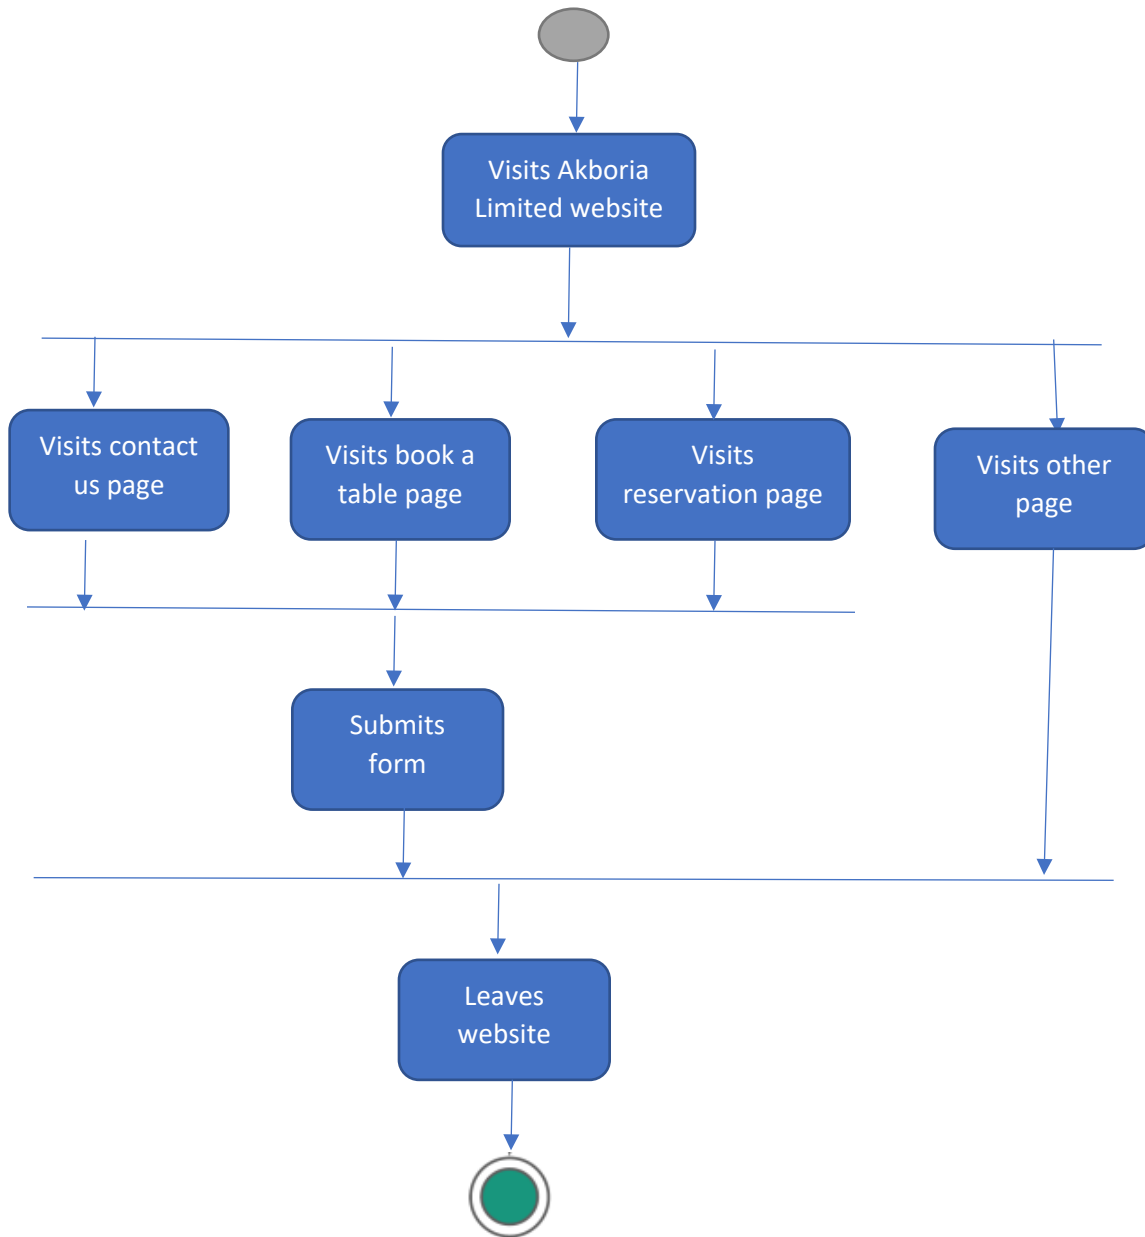 Visits Akboria
Limited website
Visits contact
us page
Visits book a
table page
Visits
reservation page
Visits other
page
Submits
form
Leaves
website